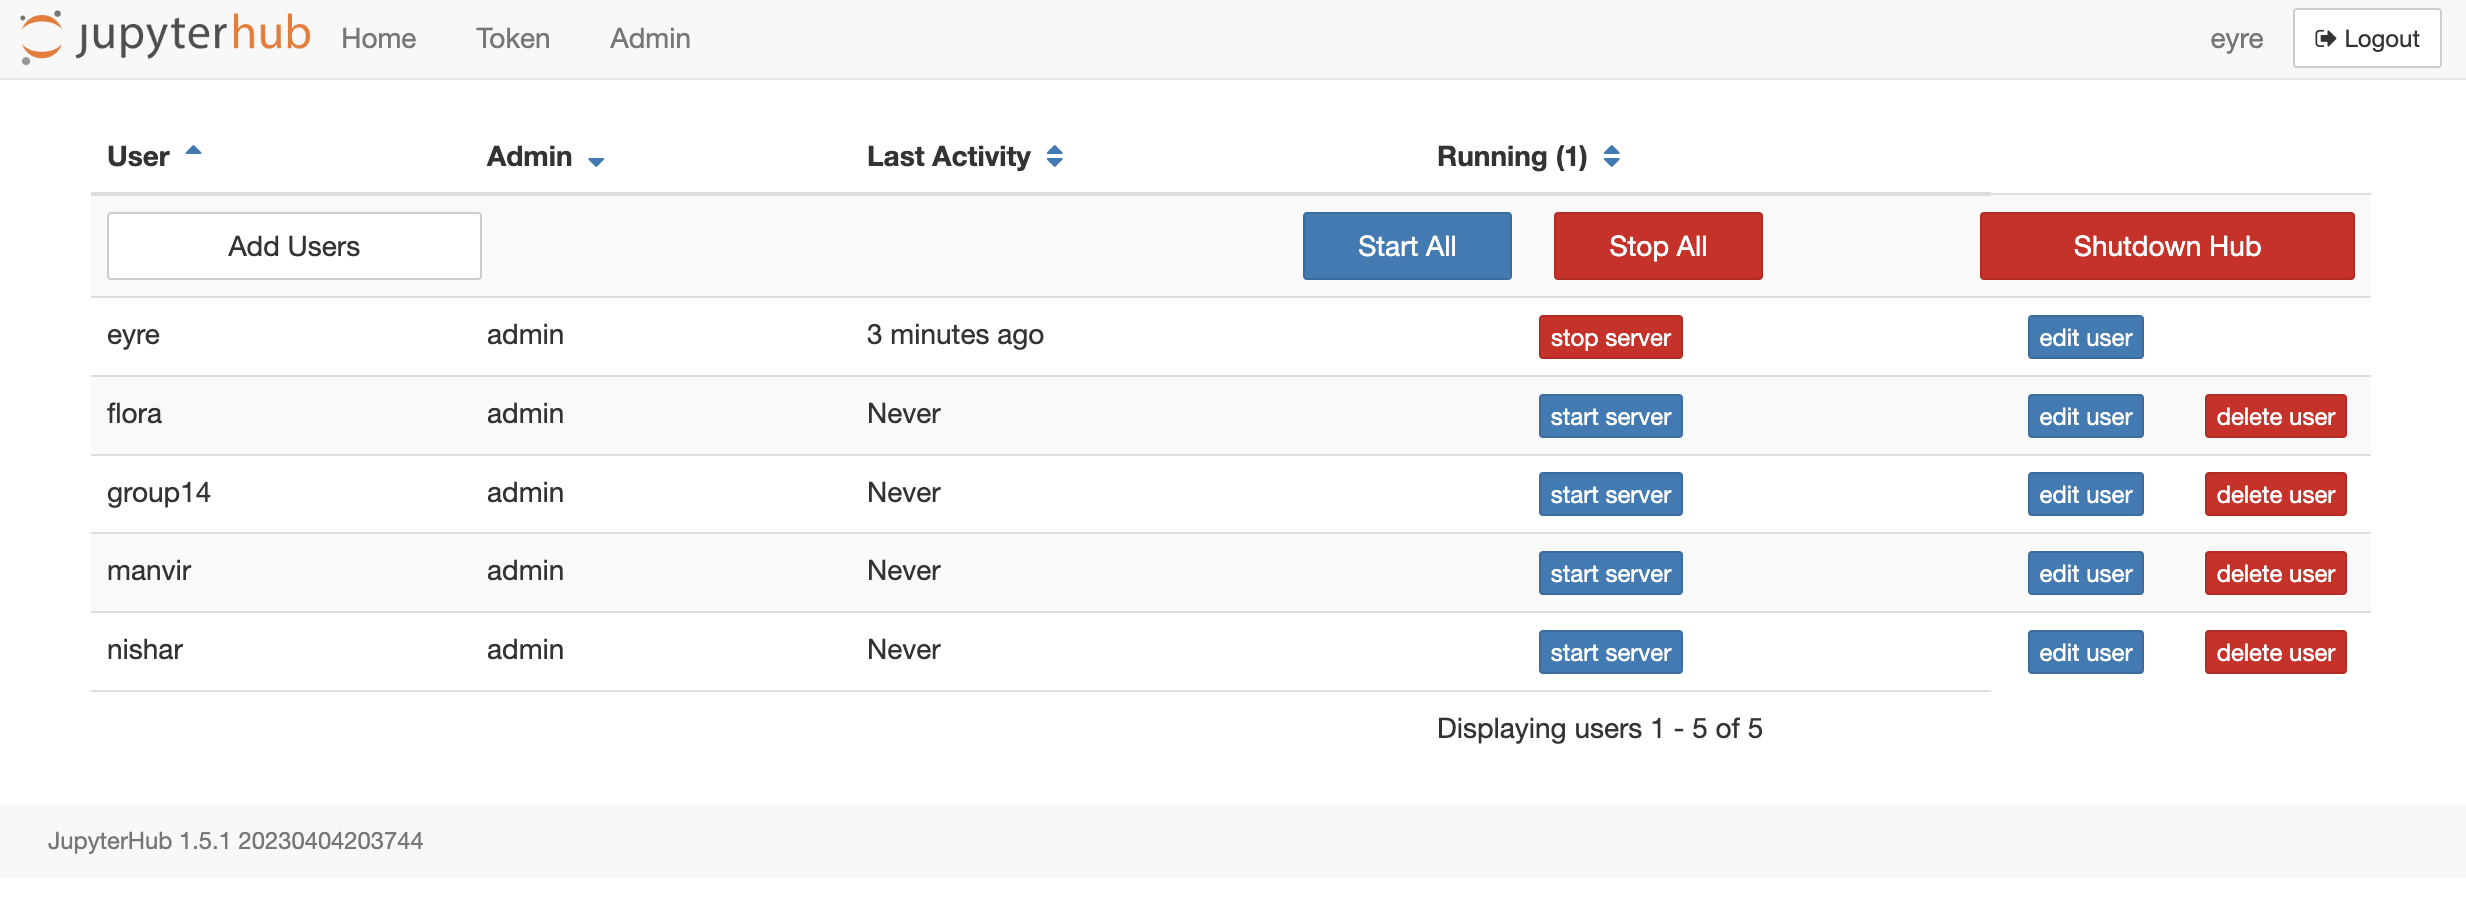 jupyterhub Home Token Admin eyre Logout
User Admin Last Activity Running (1)
Add Users Start All Stop All Shutdown Hub
eyre admin 3 minutes ago stop server edit user
flora admin Never start server edit user delete user
group14 admin Never start server edit user delete user
manvir admin Never start server edit user delete user
nishar admin Never start server edit user delete user
Displaying users 1 - 5 of 5
JupyterHub 1.5.1 20230404203744